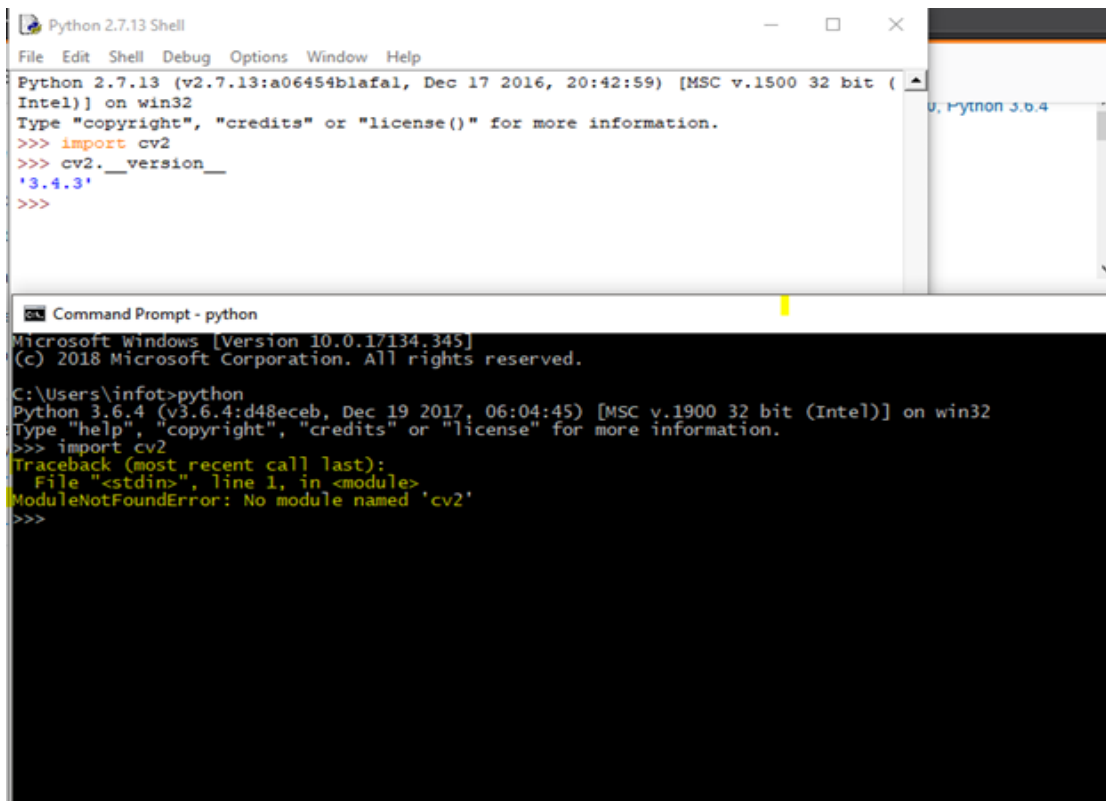 Python 2.7.13 Shell
File Edit Shell Debug Options Window Help
Python 2.7.13 (v2.7.13:a06454b1afa1, Dec 17 2016, 20:42:59) [MSC v.1500 32 bit (
Intel)] on win32
Type "copyright", "credits" or "license()" for more information.
>>> import cv2
>>> cv2.__version__
'3.4.3'
>>>
Python 3.6.4
Command Prompt - python
Microsoft Windows [Version 10.0.17134.345]
(c) 2018 Microsoft Corporation. All rights reserved.
C:\Users\infot>python
Python 3.6.4 (v3.6.4:d48eceb, Dec 19 2017, 06:04:45) [MSC v.1900 32 bit (Intel)] on win32
Type "help", "copyright", "credits" or "license" for more information.
>>> import cv2
Traceback (most recent call last):
File "<stdin>", line 1, in <module>
ModuleNotFoundError: No module named 'cv2'
>>>